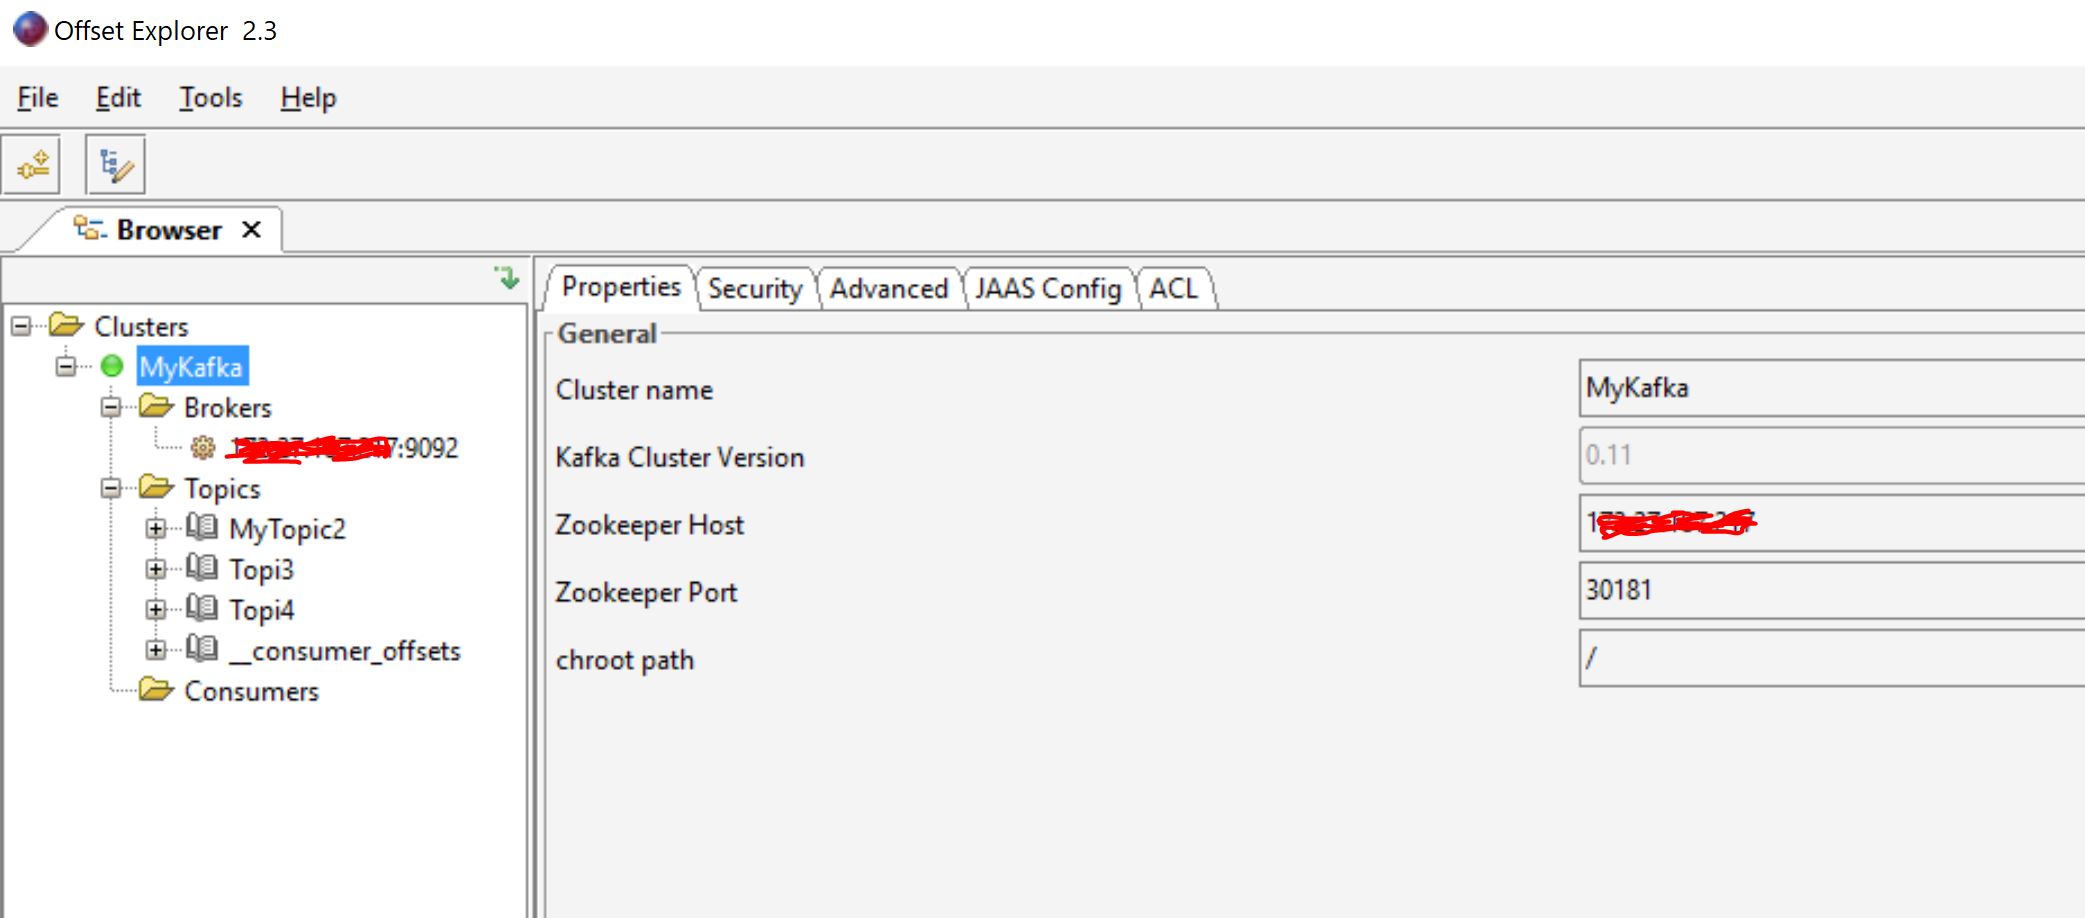 Offset Explorer 2.3
File Edit Tools Help
Browser
Properties Security Advanced JAAS Config ACL
Clusters
MyKafka
Brokers
:9092
Topics
MyTopic2
Topi3
Topi4
__consumer_offsets
Consumers
General
Cluster name MyKafka
Kafka Cluster Version 0.11
Zookeeper Host
Zookeeper Port 30181
chroot path /